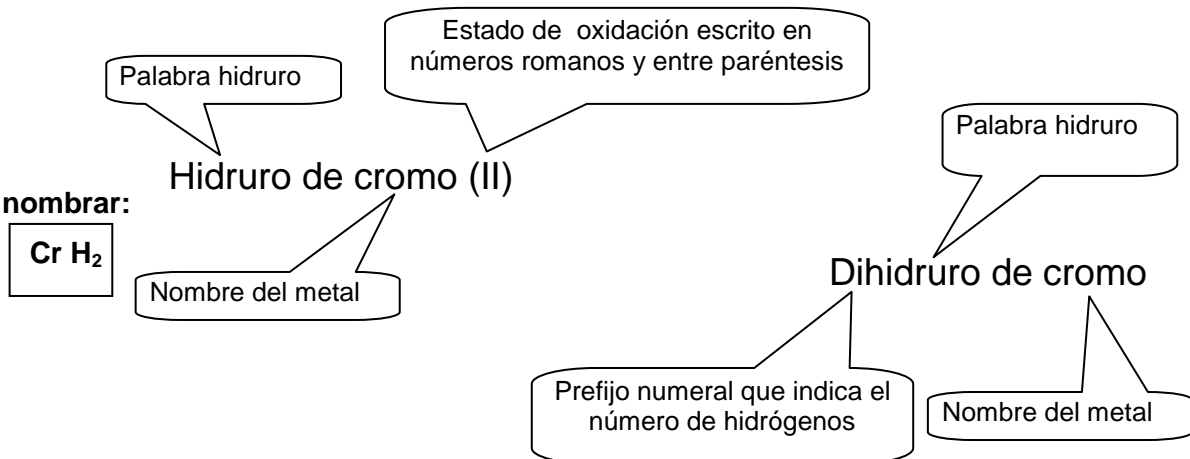 Estado de oxidación escrito en
números romanos y entre paréntesis
Palabra hidruro
Palabra hidruro
Hidruro de cromo (II)
nombrar:
Cr H₂
Nombre del metal
Dihidruro de cromo
Prefijo numeral que indica el
número de hidrógenos
Nombre del metal